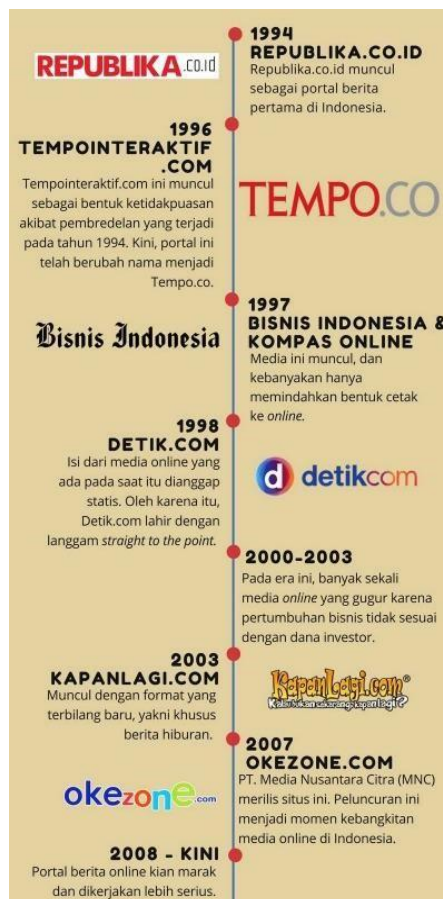 1994
REPUBLIKA.CO.ID
Republika.co.id muncul
sebagai portal berita
pertama di Indonesia.
REPUBLIKA.co.id
1996
TEMPOINTERAKTIF
.COM
Tempointeraktif.com ini muncul
sebagai bentuk ketidakpuasan
akibat pembredelan yang terjadi
pada tahun 1994. Kini, portal ini
telah berubah nama menjadi
Tempo.co.
TEMPO.CO
1997
BISNIS INDONESIA &
KOMPAS ONLINE
Media ini muncul, dan
kebanyakan hanya
memindahkan bentuk cetak
ke online.
Bisnis Indonesia
1998
DETIK.COM
Isi dari media online yang
ada pada saat itu dianggap
statis. Oleh karena itu,
Detik.com lahir dengan
langgam straight to the point.
d detikcom
2000-2003
Pada era ini, banyak sekali
media online yang gugur karena
pertumbuhan bisnis tidak sesuai
dengan dana investor.
2003
KAPANLAGI.COM
Muncul dengan format yang
terbilang baru, yakni khusus
berita hiburan.
KapanLagi.com®
Kalau bukan sekarang, kapan lagi?
2007
OKEZONE.COM
PT. Media Nusantara Citra (MNC)
merilis situs ini. Peluncuran ini
menjadi momen kebangkitan
media online di Indonesia.
okezone.com
2008 - KINI
Portal berita online kian marak
dan dikerjakan lebih serius.